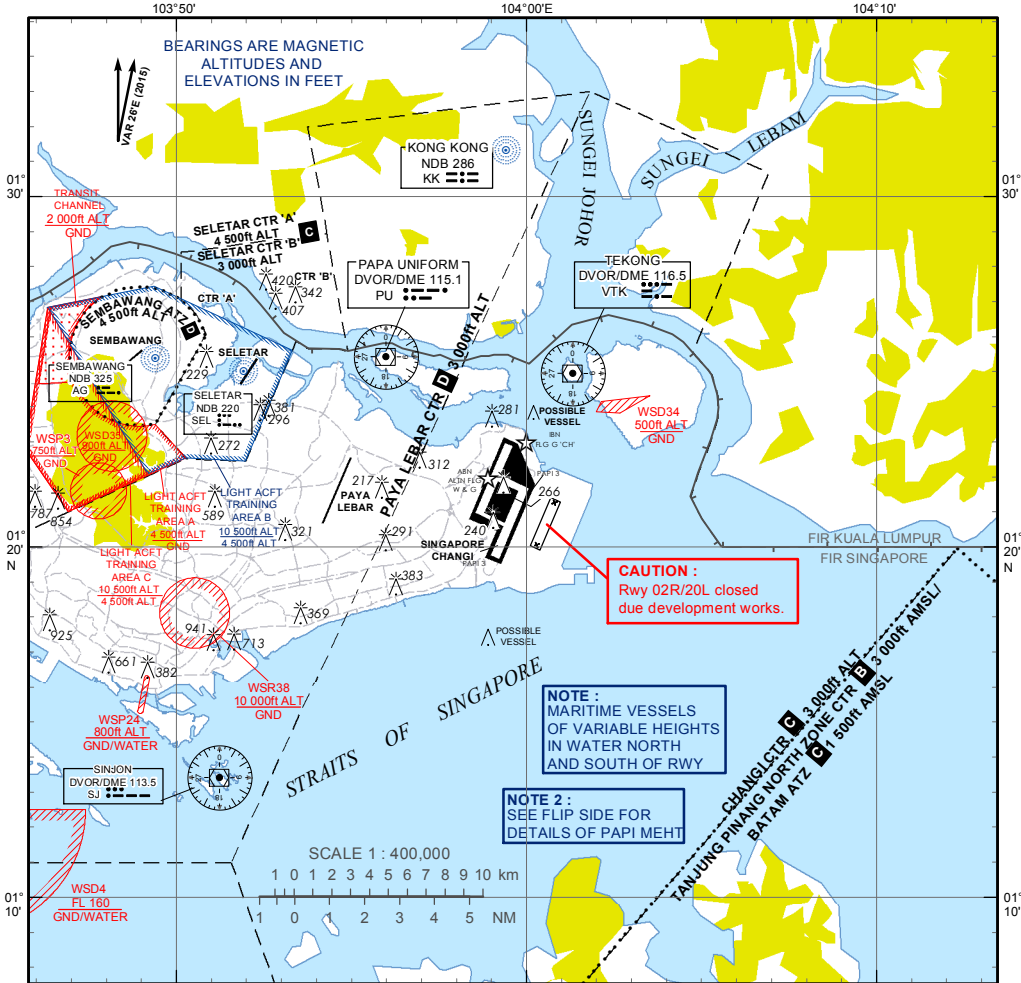 103°50'
104°00'E
104°10'
BEARINGS ARE MAGNETIC
ALTITUDES AND
ELEVATIONS IN FEET
VAR 26'E (2015)
KONG KONG
NDB 286
KK
SUNGEI JOHOR
SUNGEI LEBAM
01°
30'
01°
30'
TRANSIT
CHANNEL
2 000ft ALT
GND
SELETAR CTR 'A'
4 500ft ALT
SELETAR CTR 'B'
3 000ft ALT
C
PAPA UNIFORM
DVOR/DME 115.1
PU
TEKONG
DVOR/DME 116.5
VTK
420
342
407
CTR 'B'
CTR 'A'
SEMBAWANG ATZ
4 500ft ALT
D
SEMBAWANG
SELETAR
229
SEMBAWANG
NDB 325
AG
SELETAR
NDB 220
SEL
381
296
272
PAYA LEBAR CTR D 3 000ft ALT
281
POSSIBLE
VESSEL
IBN
FLG G 'CH'
WSD34
500ft ALT
GND
WSP3
750ft ALT
GND
WSD35
800ft ALT
GND
312
217
PAYA
LEBAR
ABN
ALTN FLG
W & G
PAPI 3
266
787
854
LIGHT ACFT
TRAINING
AREA A
4 500ft ALT
GND
LIGHT ACFT
TRAINING
AREA B
10 500ft ALT
4 500ft ALT
589
321
291
240
SINGAPORE
CHANGI
PAPI 3
01°
20'
N
FIR KUALA LUMPUR
FIR SINGAPORE
01°
20'
N
LIGHT ACFT
TRAINING
AREA C
10 500ft ALT
4 500ft ALT
383
CAUTION :
Rwy 02R/20L closed
due development works.
369
925
941
713
POSSIBLE
VESSEL
661
382
WSR38
10 000ft ALT
GND
WSP24
800ft ALT
GND/WATER
STRAITS OF SINGAPORE
NOTE :
MARITIME VESSELS
OF VARIABLE HEIGHTS
IN WATER NORTH
AND SOUTH OF RWY
CHANGI CTR C 3 000ft ALT
TANJUNG PINANG NORTH ZONE CTR B 3 000ft AMSL/
BATAM ATZ C 1 500ft AMSL
SINJON
DVOR/DME 113.5
SJ
NOTE 2 :
SEE FLIP SIDE FOR
DETAILS OF PAPI MEHT
SCALE 1 : 400,000
1 0 1 2 3 4 5 6 7 8 9 10 km
1 0 1 2 3 4 5 NM
WSD4
FL 160
GND/WATER
01°
10'
01°
10'